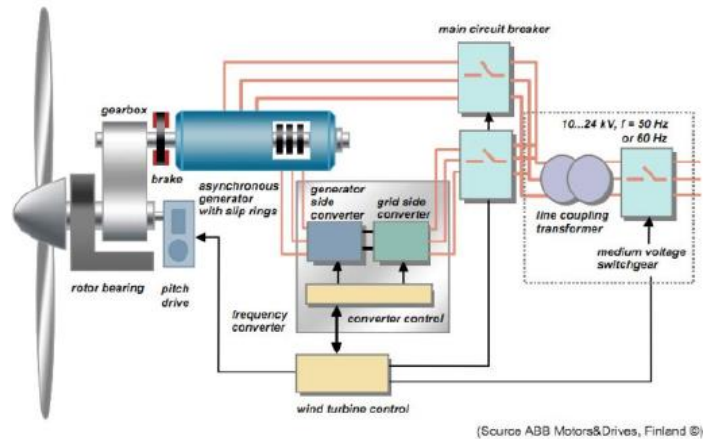 main circuit breaker
gearbox
10...24 kV, f = 50 Hz
or 60 Hz
brake
asynchronous
generator
with slip rings
generator
side
converter
grid side
converter
line coupling
transformer
medium voltage
switchgear
rotor bearing
pitch
drive
frequency
converter
converter control
wind turbine control
(Source ABB Motors&Drives, Finland ©)